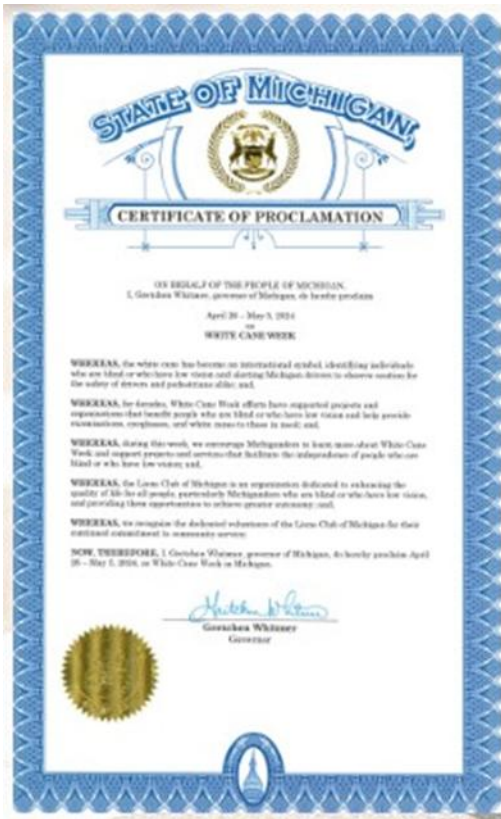 STATE OF MICHIGAN,
CERTIFICATE OF PROCLAMATION
ON BEHALF OF THE PEOPLE OF MICHIGAN,
I, Gretchen Whitmer, governor of Michigan, do hereby proclaim
April 26 – May 5, 2024
as
WHITE CANE WEEK
WHEREAS, the white cane has become an international symbol, identifying individuals
who are blind or who have low vision and alerting Michigan drivers to observe caution for
the safety of drivers and pedestrians alike; and,
WHEREAS, for decades, White Cane Week efforts have supported projects and
organizations that benefit people who are blind or who have low vision and help provide
examinations, eyeglasses, and white canes to those in need; and,
WHEREAS, during this week, we encourage Michiganders to learn more about White Cane
Week and support projects and services that facilitate the independence of people who are
blind or who have low vision; and,
WHEREAS, the Lions Club of Michigan is an organization dedicated to enhancing the
quality of life for all people, particularly Michiganders who are blind or who have low vision,
and providing them opportunities to achieve greater autonomy; and,
WHEREAS, we recognize the dedicated volunteers of the Lions Club of Michigan for their
continued commitment to community service;
NOW, THEREFORE, I, Gretchen Whitmer, governor of Michigan, do hereby proclaim April
26 – May 5, 2024, as White Cane Week in Michigan.
Gretchen Whitmer
Gretchen Whitmer
Governor